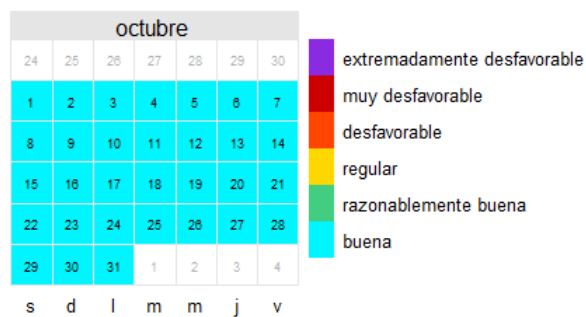 octubre
24 25 26 27 28 29 30
1 2 3 4 5 6 7
8 9 10 11 12 13 14
15 16 17 18 19 20 21
22 23 24 25 26 27 28
29 30 31 1 2 3 4
s d l m m j v
extremadamente desfavorable
muy desfavorable
desfavorable
regular
razonablemente buena
buena